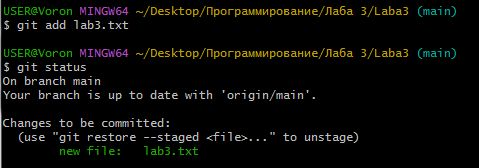 USER@Voron MINGW64 ~/Desktop/Программирование/Лаба 3/Laba3 (main)
$ git add lab3.txt
USER@Voron MINGW64 ~/Desktop/Программирование/Лаба 3/Laba3 (main)
$ git status
On branch main
Your branch is up to date with 'origin/main'.
Changes to be committed:
(use "git restore --staged <file>..." to unstage)
new file:   lab3.txt